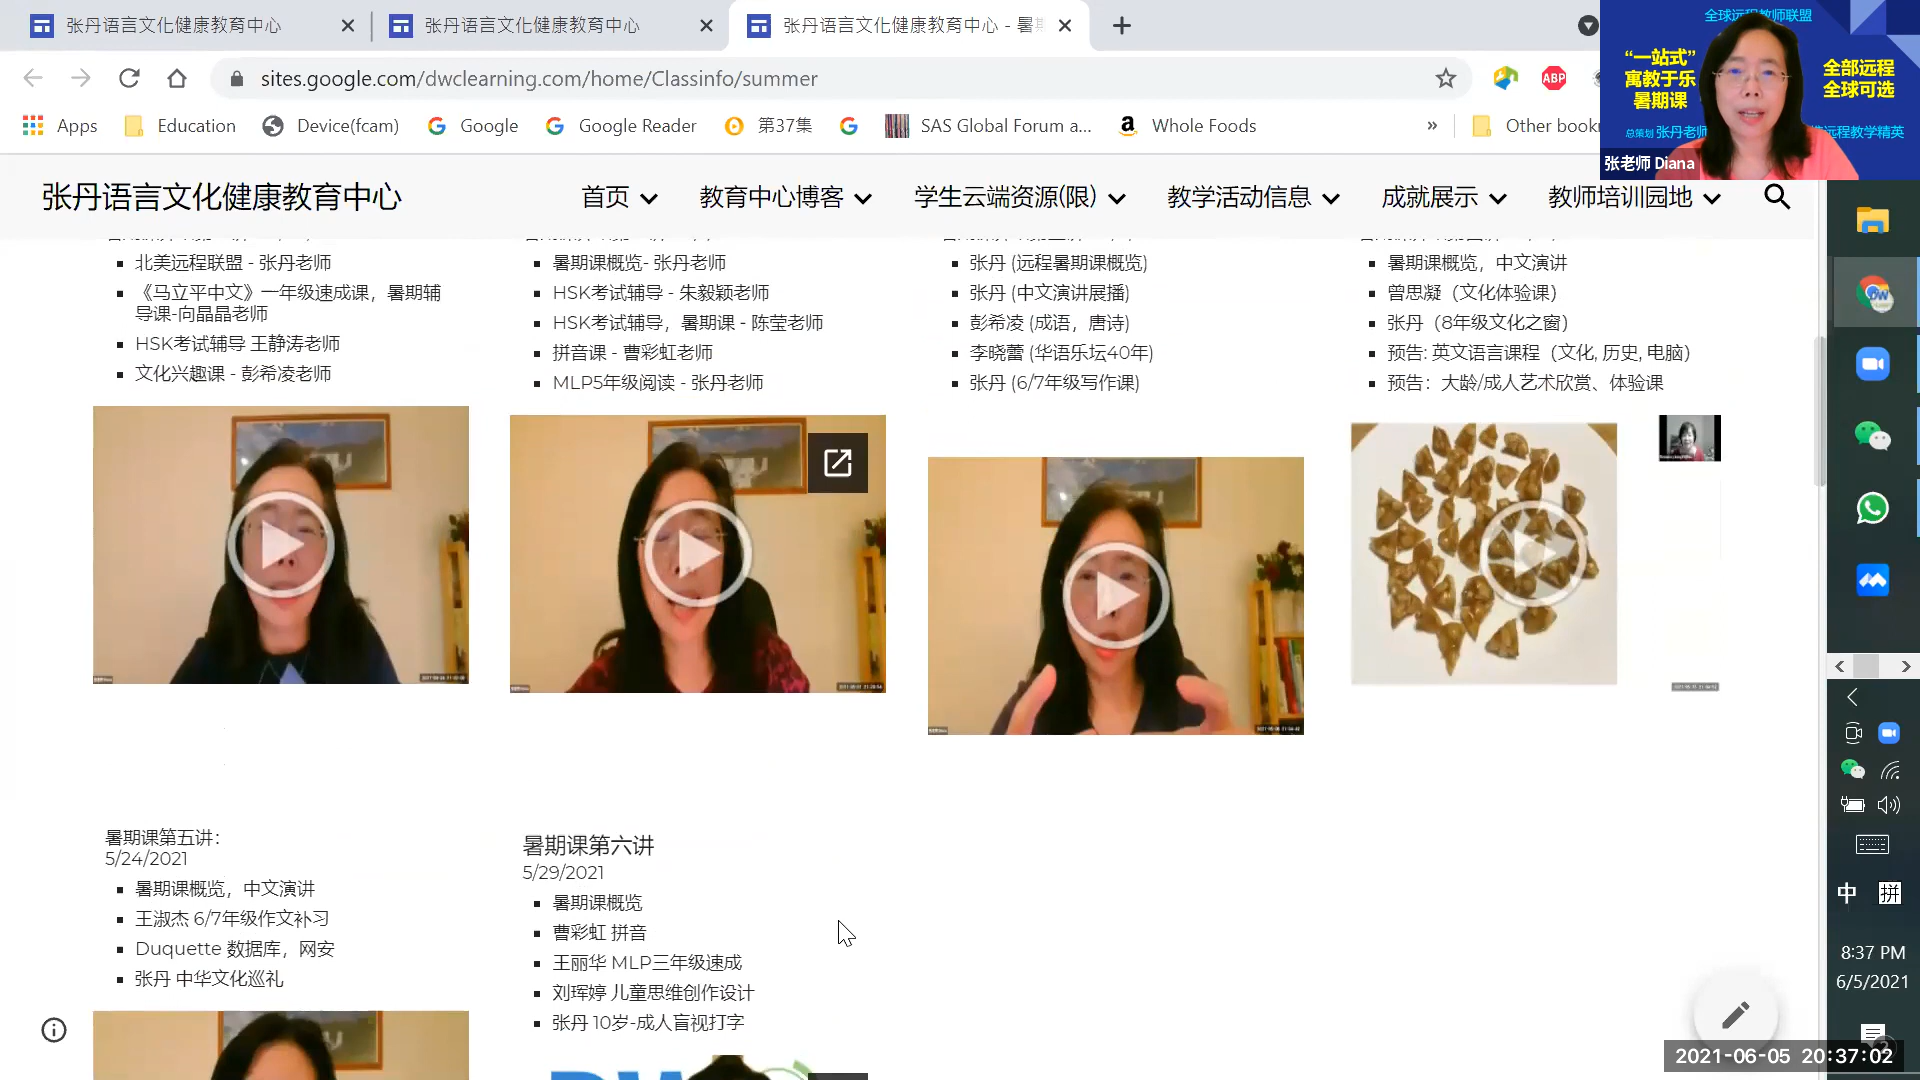 张丹语言文化健康教育中心
张丹语言文化健康教育中心
张丹语言文化健康教育中心 - 暑
sites.google.com/dwclearning.com/home/Classinfo/summer
ABP
Apps
Education
Device(fcam)
Google
Google Reader
第37集
SAS Global Forum a...
Whole Foods
»
Other book
全球远程教师联盟
“一站式”
寓教于乐
暑期课
全部远程
全球可选
总策划 张丹老师
远程教学精英
张老师 Diana
张丹语言文化健康教育中心
首页
教育中心博客
学生云端资源(限)
教学活动信息
成就展示
教师培训园地
北美远程联盟 - 张丹老师
《马立平中文》一年级速成课，暑期辅
导课-向晶晶老师
HSK考试辅导 王静涛老师
文化兴趣课 - 彭希凌老师
暑期课概览- 张丹老师
HSK考试辅导 - 朱毅颖老师
HSK考试辅导，暑期课 - 陈莹老师
拼音课 - 曹彩虹老师
MLP5年级阅读 - 张丹老师
张丹 (远程暑期课概览)
张丹 (中文演讲展播)
彭希凌 (成语，唐诗)
李晓蕾 (华语乐坛40年)
张丹 (6/7年级写作课)
暑期课概览，中文演讲
曾思凝（文化体验课）
张丹（8年级文化之窗）
预告: 英文语言课程（文化, 历史, 电脑）
预告：大龄/成人艺术欣赏、体验课
暑期课第五讲：
5/24/2021
暑期课概览，中文演讲
王淑杰 6/7年级作文补习
Duquette 数据库，网安
张丹 中华文化巡礼
暑期课第六讲
5/29/2021
暑期课概览
曹彩虹 拼音
王丽华 MLP三年级速成
刘珲婷 儿童思维创作设计
张丹 10岁-成人盲视打字
中
拼
8:37 PM
6/5/2021
2021-06-05 20:37:02